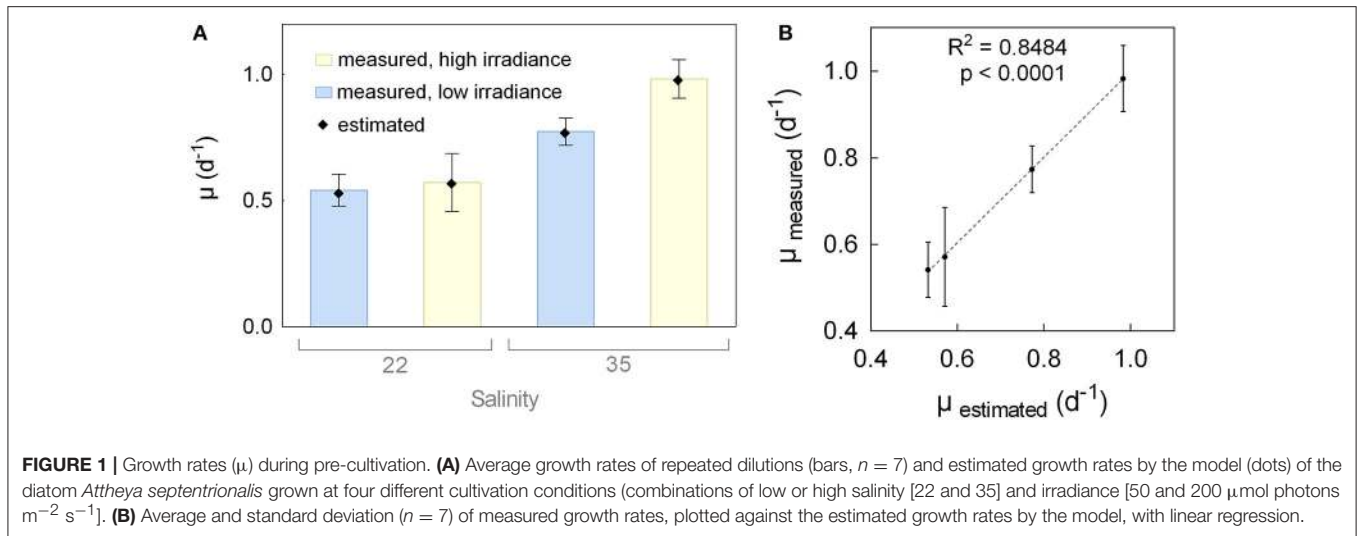 A
measured, high irradiance
measured, low irradiance
estimated
μ (d⁻¹)
1.0
0.5
0.0
22 35
Salinity
B
R² = 0.8484
p < 0.0001
μ measured (d⁻¹)
1.0
0.8
0.6
0.4
0.4 0.6 0.8 1.0
μ estimated (d⁻¹)
FIGURE 1 | Growth rates (μ) during pre-cultivation. (A) Average growth rates of repeated dilutions (bars, n = 7) and estimated growth rates by the model (dots) of the
diatom Attheya septentrionalis grown at four different cultivation conditions (combinations of low or high salinity [22 and 35] and irradiance [50 and 200 μmol photons
m⁻² s⁻¹]. (B) Average and standard deviation (n = 7) of measured growth rates, plotted against the estimated growth rates by the model, with linear regression.